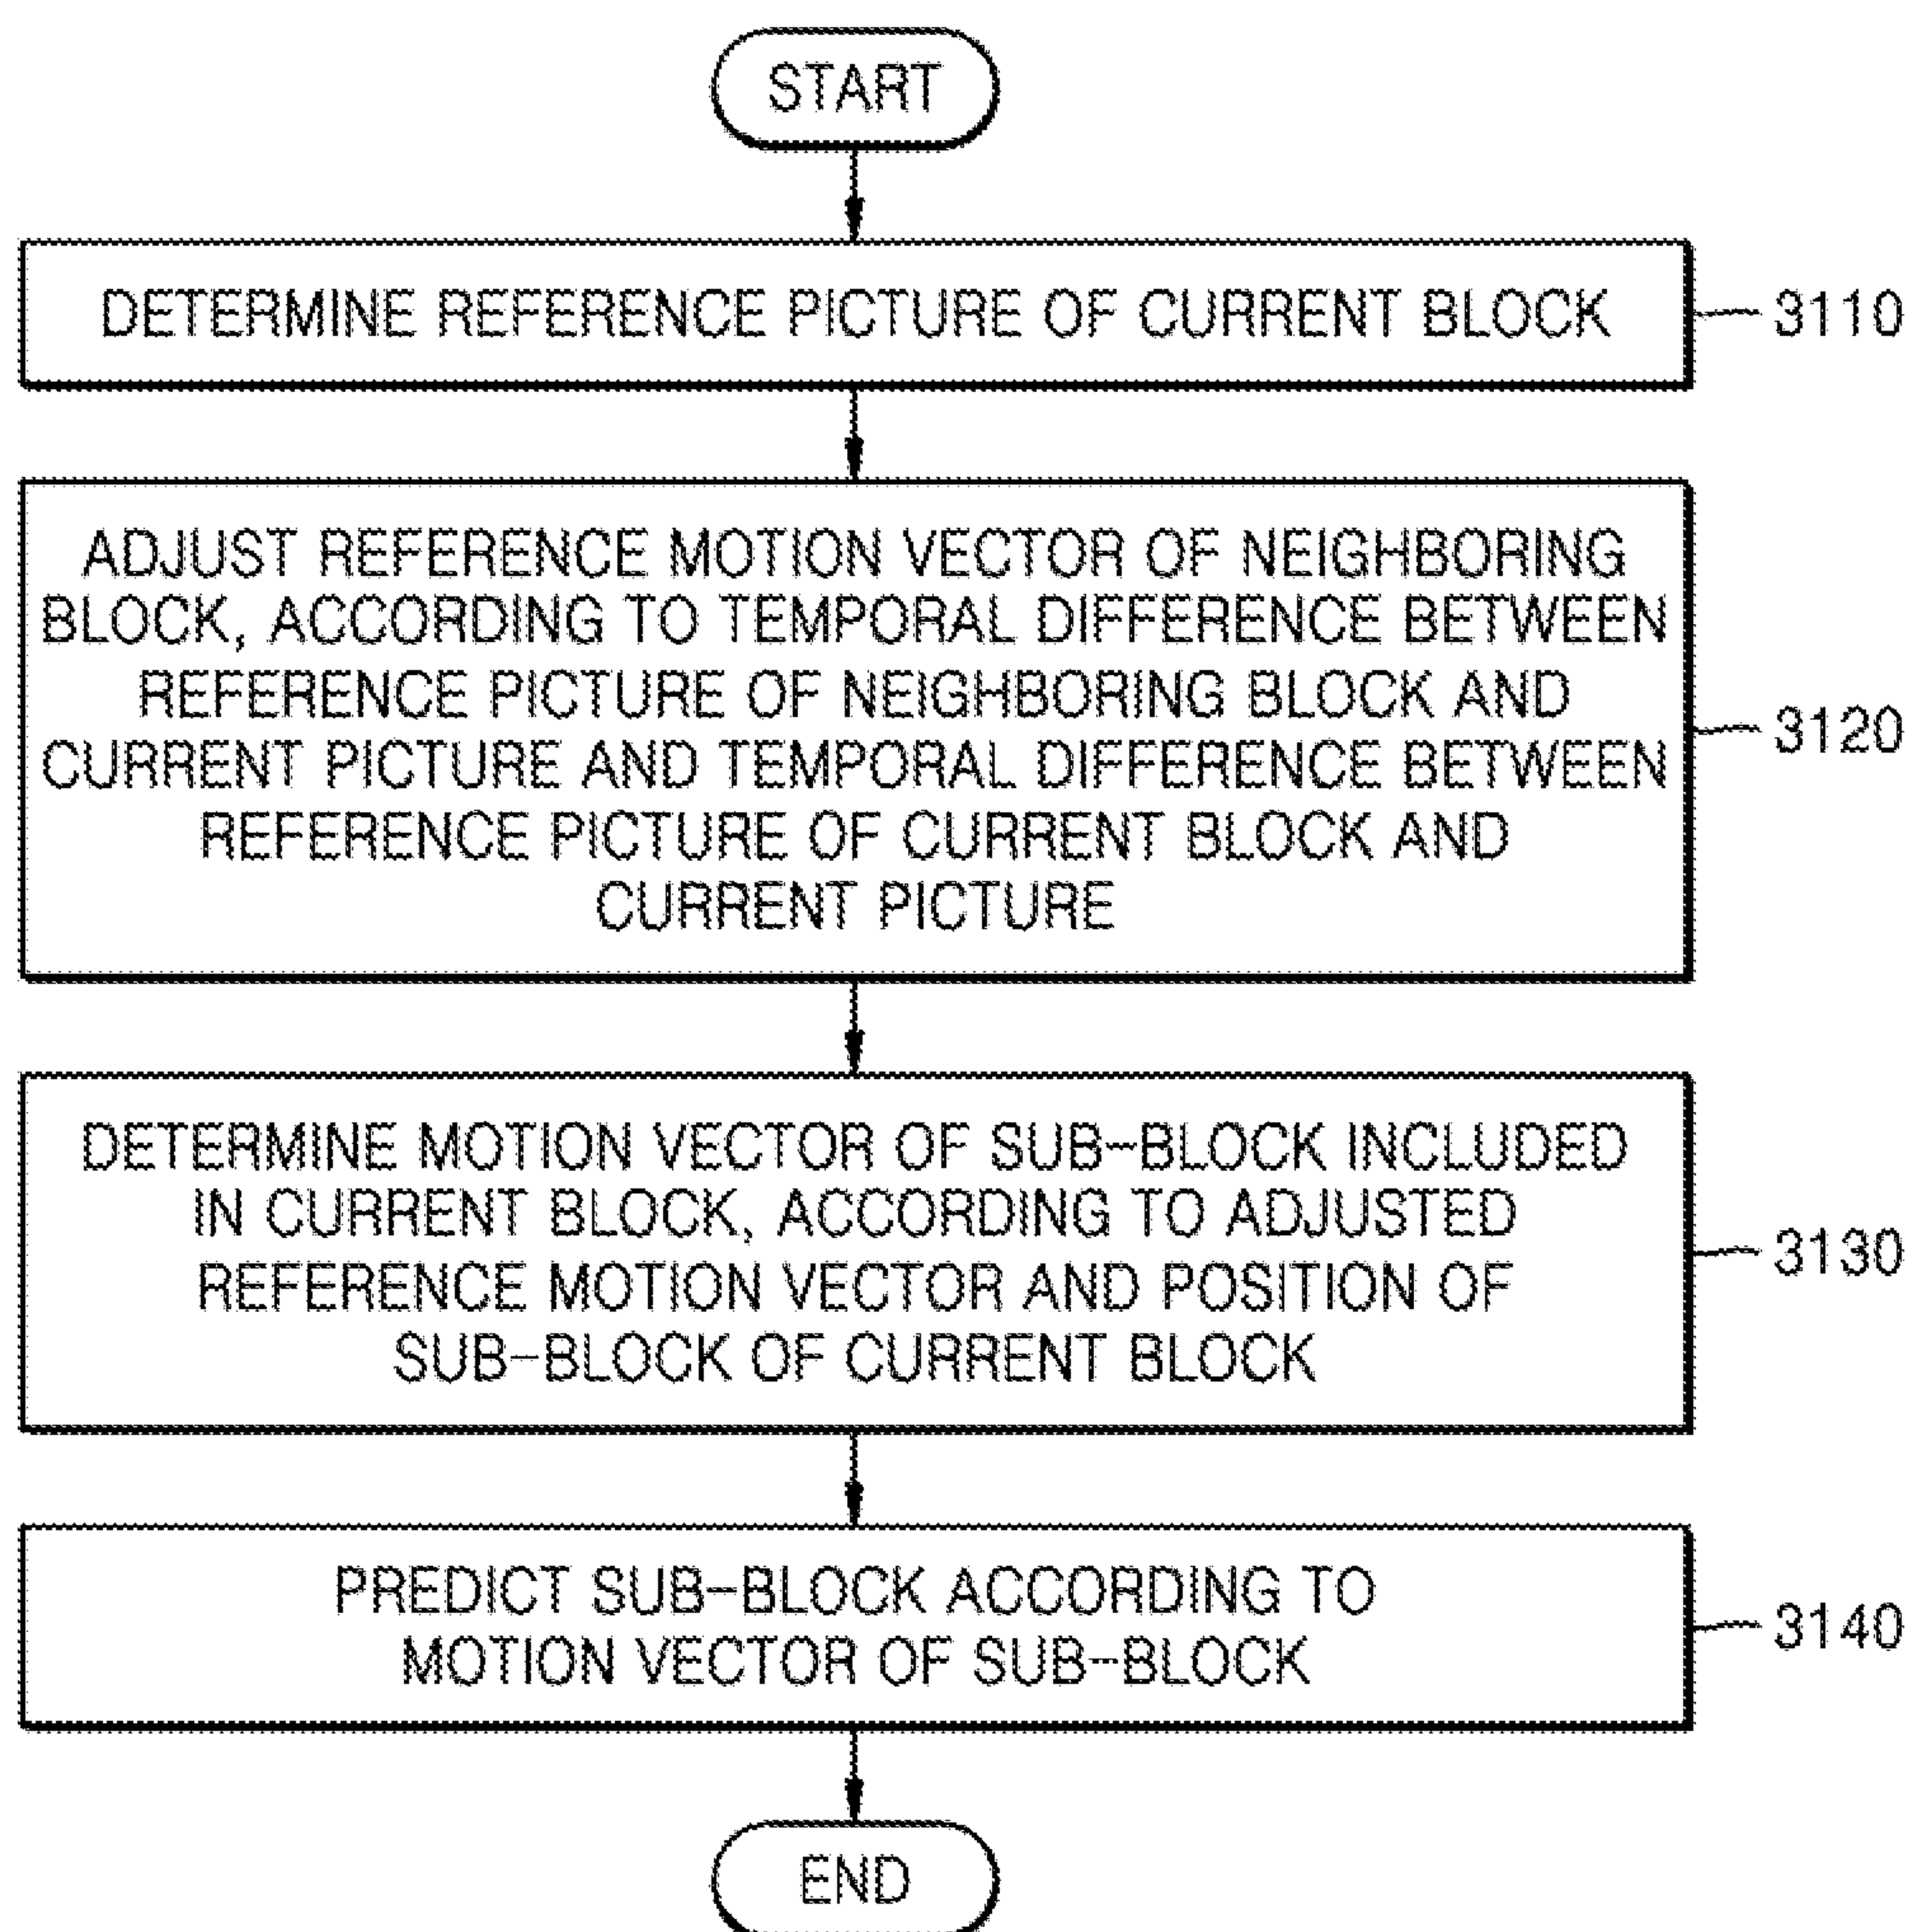 START
DETERMINE REFERENCE PICTURE OF CURRENT BLOCK
3110
ADJUST REFERENCE MOTION VECTOR OF NEIGHBORING
BLOCK, ACCORDING TO TEMPORAL DIFFERENCE BETWEEN
REFERENCE PICTURE OF NEIGHBORING BLOCK AND
CURRENT PICTURE AND TEMPORAL DIFFERENCE BETWEEN
REFERENCE PICTURE OF CURRENT BLOCK AND
CURRENT PICTURE
3120
DETERMINE MOTION VECTOR OF SUB-BLOCK INCLUDED
IN CURRENT BLOCK, ACCORDING TO ADJUSTED
REFERENCE MOTION VECTOR AND POSITION OF
SUB-BLOCK OF CURRENT BLOCK
3130
PREDICT SUB-BLOCK ACCORDING TO
MOTION VECTOR OF SUB-BLOCK
3140
END